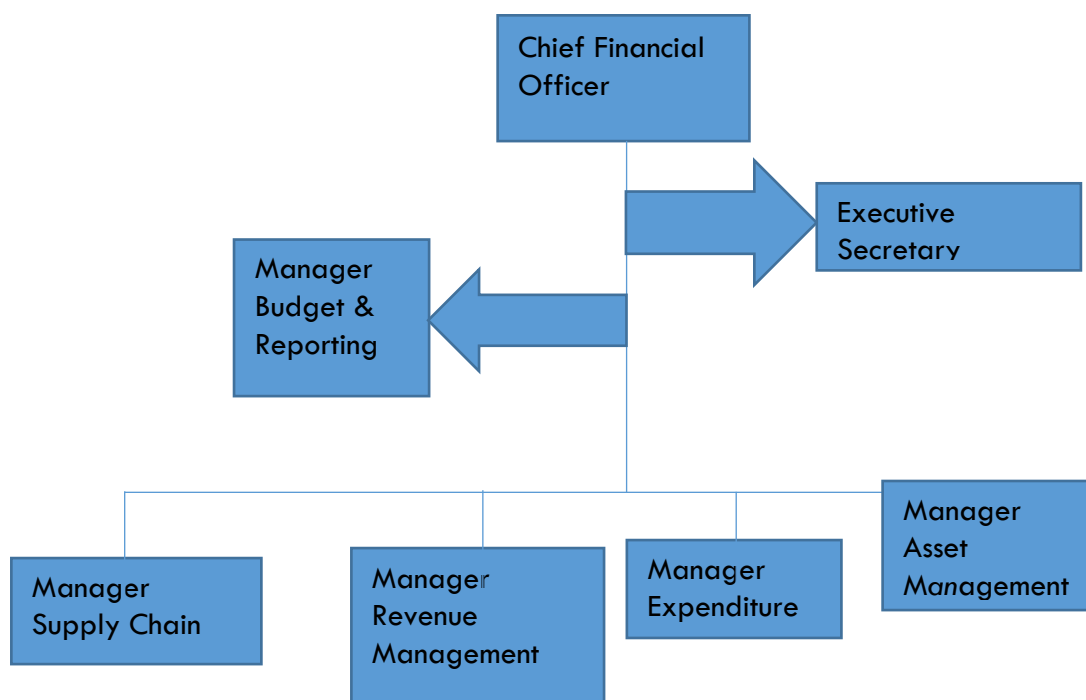 Chief Financial
Officer
Executive
Secretary
Manager
Budget &
Reporting
Manager
Supply Chain
Manager
Revenue
Management
Manager
Expenditure
Manager
Asset
Management